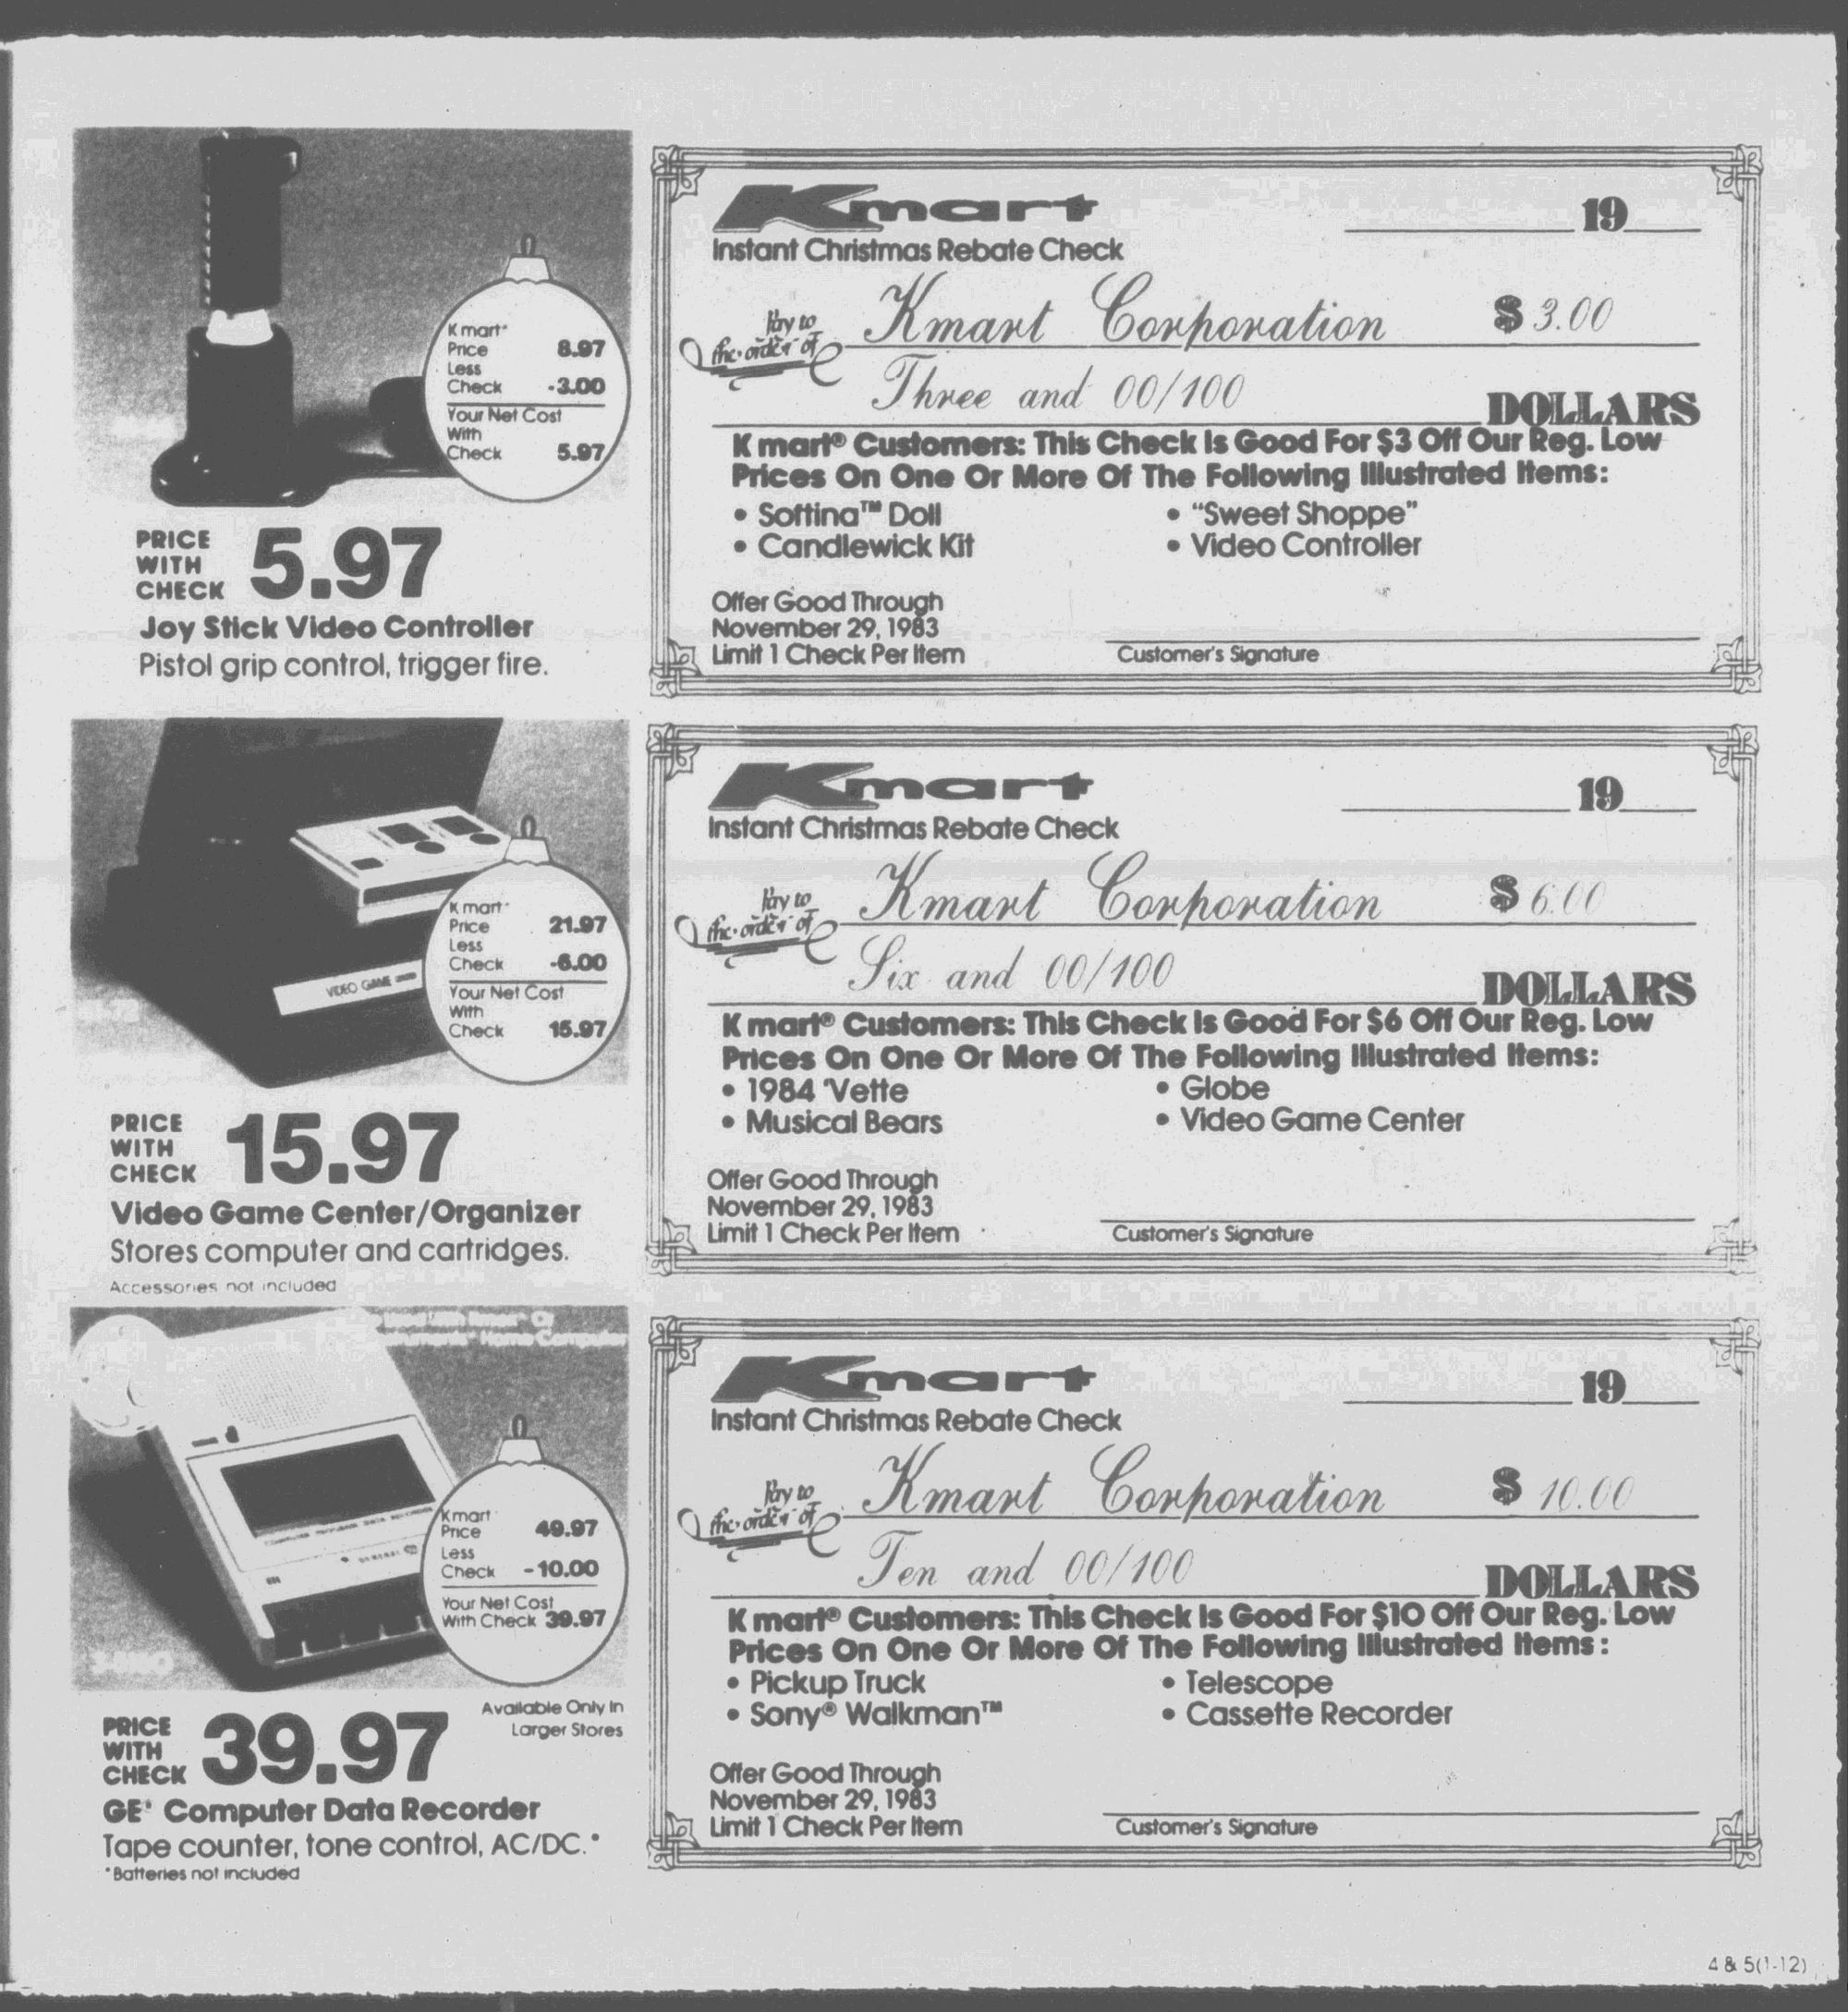 K mart®
Price 8.97
Less
Check -3.00
Your Net Cost
With
Check 5.97
PRICE
WITH
CHECK
5.97
Joy Stick Video Controller
Pistol grip control, trigger fire.
Kmart
19
Instant Christmas Rebate Check
Pay to
the order of
Kmart Corporation $ 3.00
Three and 00/100
DOLLARS
K mart® Customers: This Check Is Good For $3 Off Our Reg. Low
Prices On One Or More Of The Following Illustrated Items:
• Softina™ Doll
• Candlewick Kit
• "Sweet Shoppe"
• Video Controller
Offer Good Through
November 29, 1983
Limit 1 Check Per Item
Customer's Signature
VIDEO GAME
K mart
Price 21.97
Less
Check -6.00
Your Net Cost
With
Check 15.97
PRICE
WITH
CHECK
15.97
Video Game Center/Organizer
Stores computer and cartridges.
Accessories not included
Kmart
19
Instant Christmas Rebate Check
Pay to
the order of
Kmart Corporation $ 6.00
Six and 00/100
DOLLARS
K mart® Customers: This Check Is Good For $6 Off Our Reg. Low
Prices On One Or More Of The Following Illustrated Items:
• 1984 'Vette
• Musical Bears
• Globe
• Video Game Center
Offer Good Through
November 29, 1983
Limit 1 Check Per Item
Customer's Signature
Home Computer
Kmart
Price 49.97
Less
Check -10.00
Your Net Cost
With Check 39.97
Available Only In
Larger Stores
PRICE
WITH
CHECK
39.97
GE® Computer Data Recorder
Tape counter, tone control, AC/DC.*
*Batteries not included
Kmart
19
Instant Christmas Rebate Check
Pay to
the order of
Kmart Corporation $ 10.00
Ten and 00/100
DOLLARS
K mart® Customers: This Check Is Good For $10 Off Our Reg. Low
Prices On One Or More Of The Following Illustrated Items:
• Pickup Truck
• Sony® Walkman™
• Telescope
• Cassette Recorder
Offer Good Through
November 29, 1983
Limit 1 Check Per Item
Customer's Signature
4 & 5(1-12)